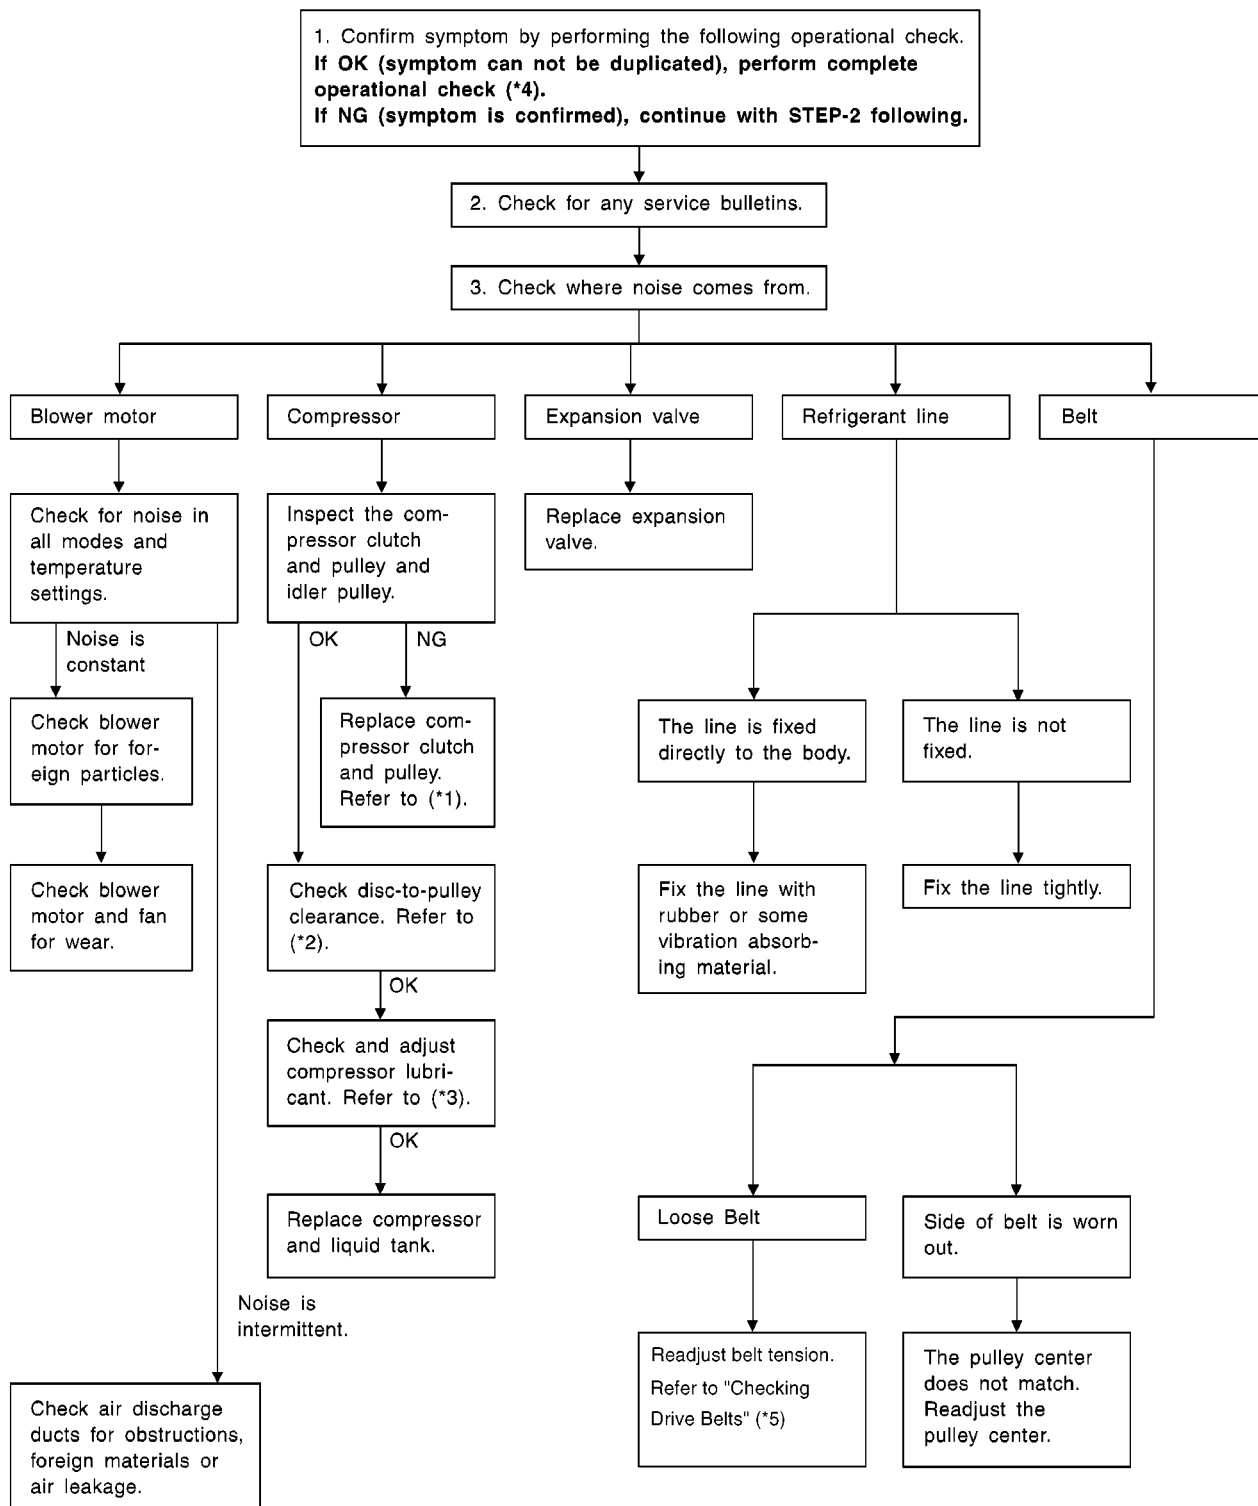 1. Confirm symptom by performing the following operational check.
If OK (symptom can not be duplicated), perform complete
operational check (*4).
If NG (symptom is confirmed), continue with STEP-2 following.
2. Check for any service bulletins.
3. Check where noise comes from.
Blower motor
Compressor
Expansion valve
Refrigerant line
Belt
Check for noise in
all modes and
temperature
settings.
Inspect the com-
pressor clutch
and pulley and
idler pulley.
Replace expansion
valve.
Noise is
constant
OK
NG
Check blower
motor for for-
eign particles.
Replace com-
pressor clutch
and pulley.
Refer to (*1).
The line is fixed
directly to the body.
The line is not
fixed.
Check blower
motor and fan
for wear.
Check disc-to-pulley
clearance. Refer to
(*2).
Fix the line with
rubber or some
vibration absorb-
ing material.
Fix the line tightly.
OK
Check and adjust
compressor lubri-
cant. Refer to (*3).
OK
Replace compressor
and liquid tank.
Loose Belt
Side of belt is worn
out.
Noise is
intermittent.
Readjust belt tension.
Refer to "Checking
Drive Belts" (*5)
The pulley center
does not match.
Readjust the
pulley center.
Check air discharge
ducts for obstructions,
foreign materials or
air leakage.